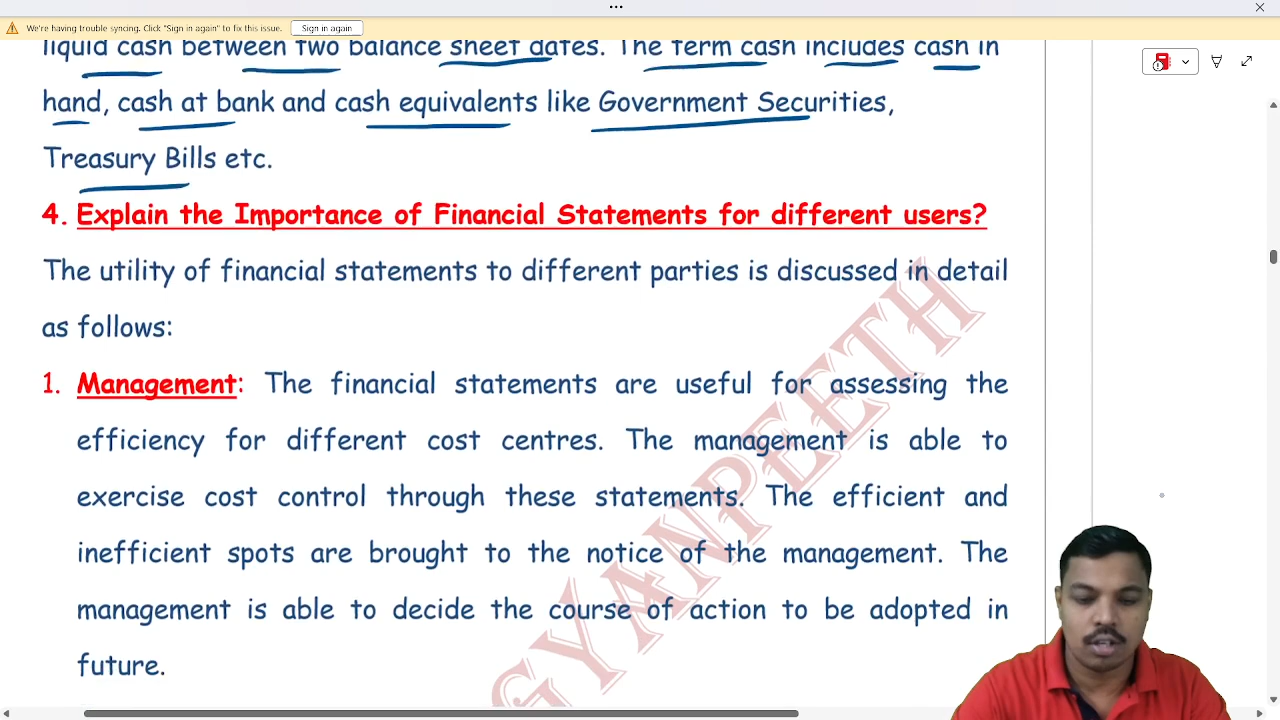 ...
We're having trouble syncing. Click "Sign in again" to fix this issue. Sign in again
liquid cash between two balance sheet dates. The term cash includes cash in
hand, cash at bank and cash equivalents like Government Securities,
Treasury Bills etc.
4. Explain the Importance of Financial Statements for different users?
The utility of financial statements to different parties is discussed in detail
as follows:
1. Management: The financial statements are useful for assessing the
efficiency for different cost centres. The management is able to
exercise cost control through these statements. The efficient and
inefficient spots are brought to the notice of the management. The
management is able to decide the course of action to be adopted in
future.
GYANPEETH